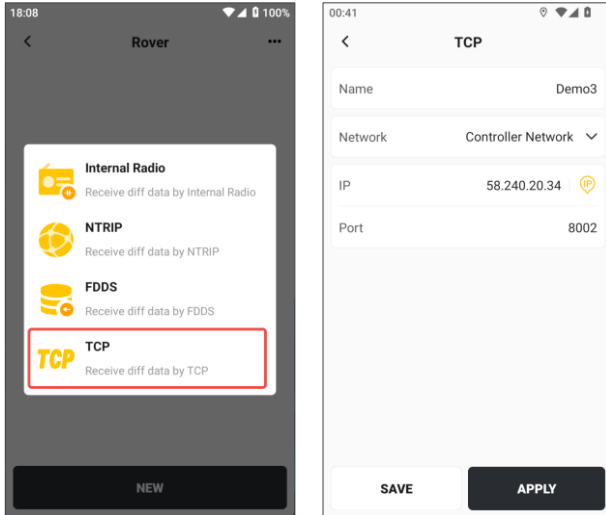 18:08
100%
Rover
Internal Radio
Receive diff data by Internal Radio
NTRIP
Receive diff data by NTRIP
FDDS
Receive diff data by FDDS
TCP
TCP
Receive diff data by TCP
NEW
00:41
TCP
Name Demo3
Network Controller Network
IP 58.240.20.34 IP
Port 8002
SAVE APPLY